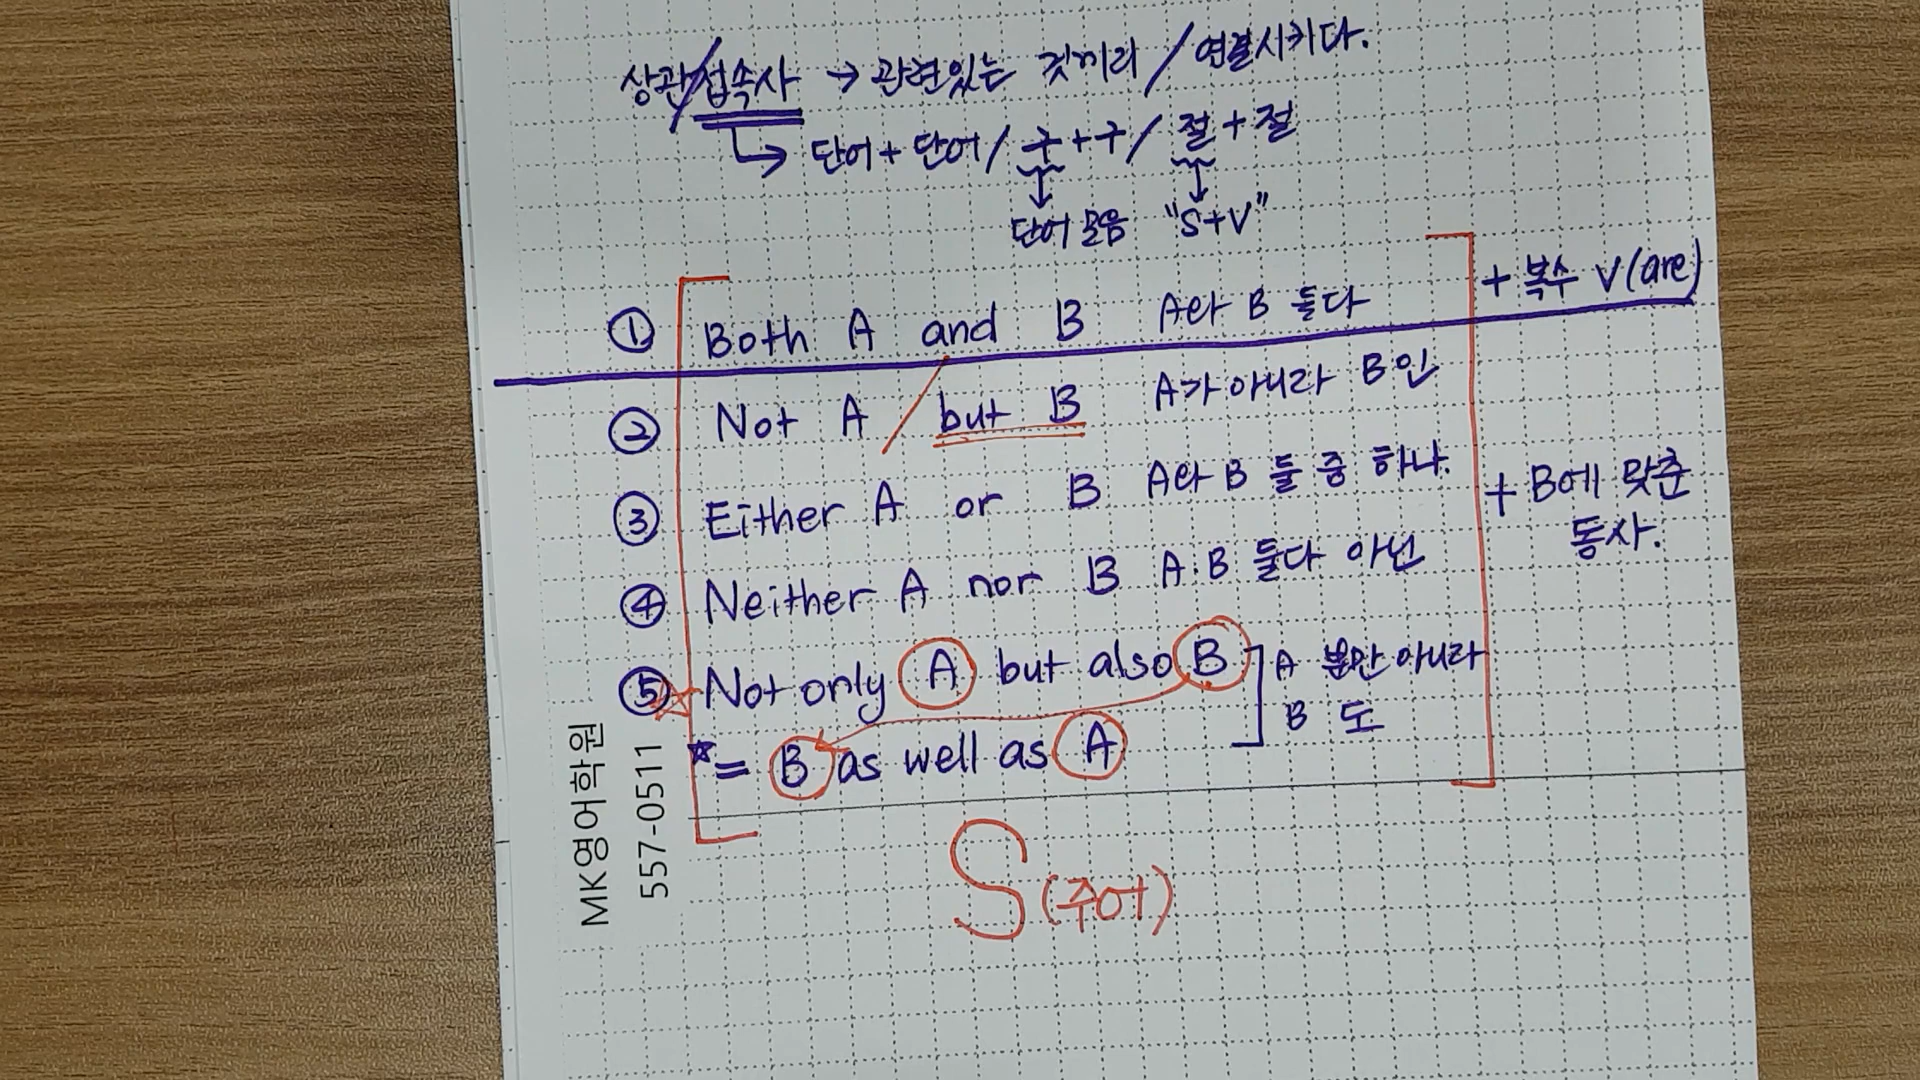 상관/접속사 → 관련있는 것끼리 / 연결시키다.
↳ 단어 + 단어 / 구 + 구 / 절 + 절
단어 묶음 "S+V"
① Both A and B A와 B 둘다 + 복수 V(are)
② Not A / but B A가 아니라 B인
③ Either A or B A와 B 둘 중 하나. + B에 맞춘 동사.
④ Neither A nor B A·B 둘다 아닌
⑤ Not only A but also B A 뿐만 아니라
*= B as well as A B 도
S (주어)
MK영어학원
557-0511